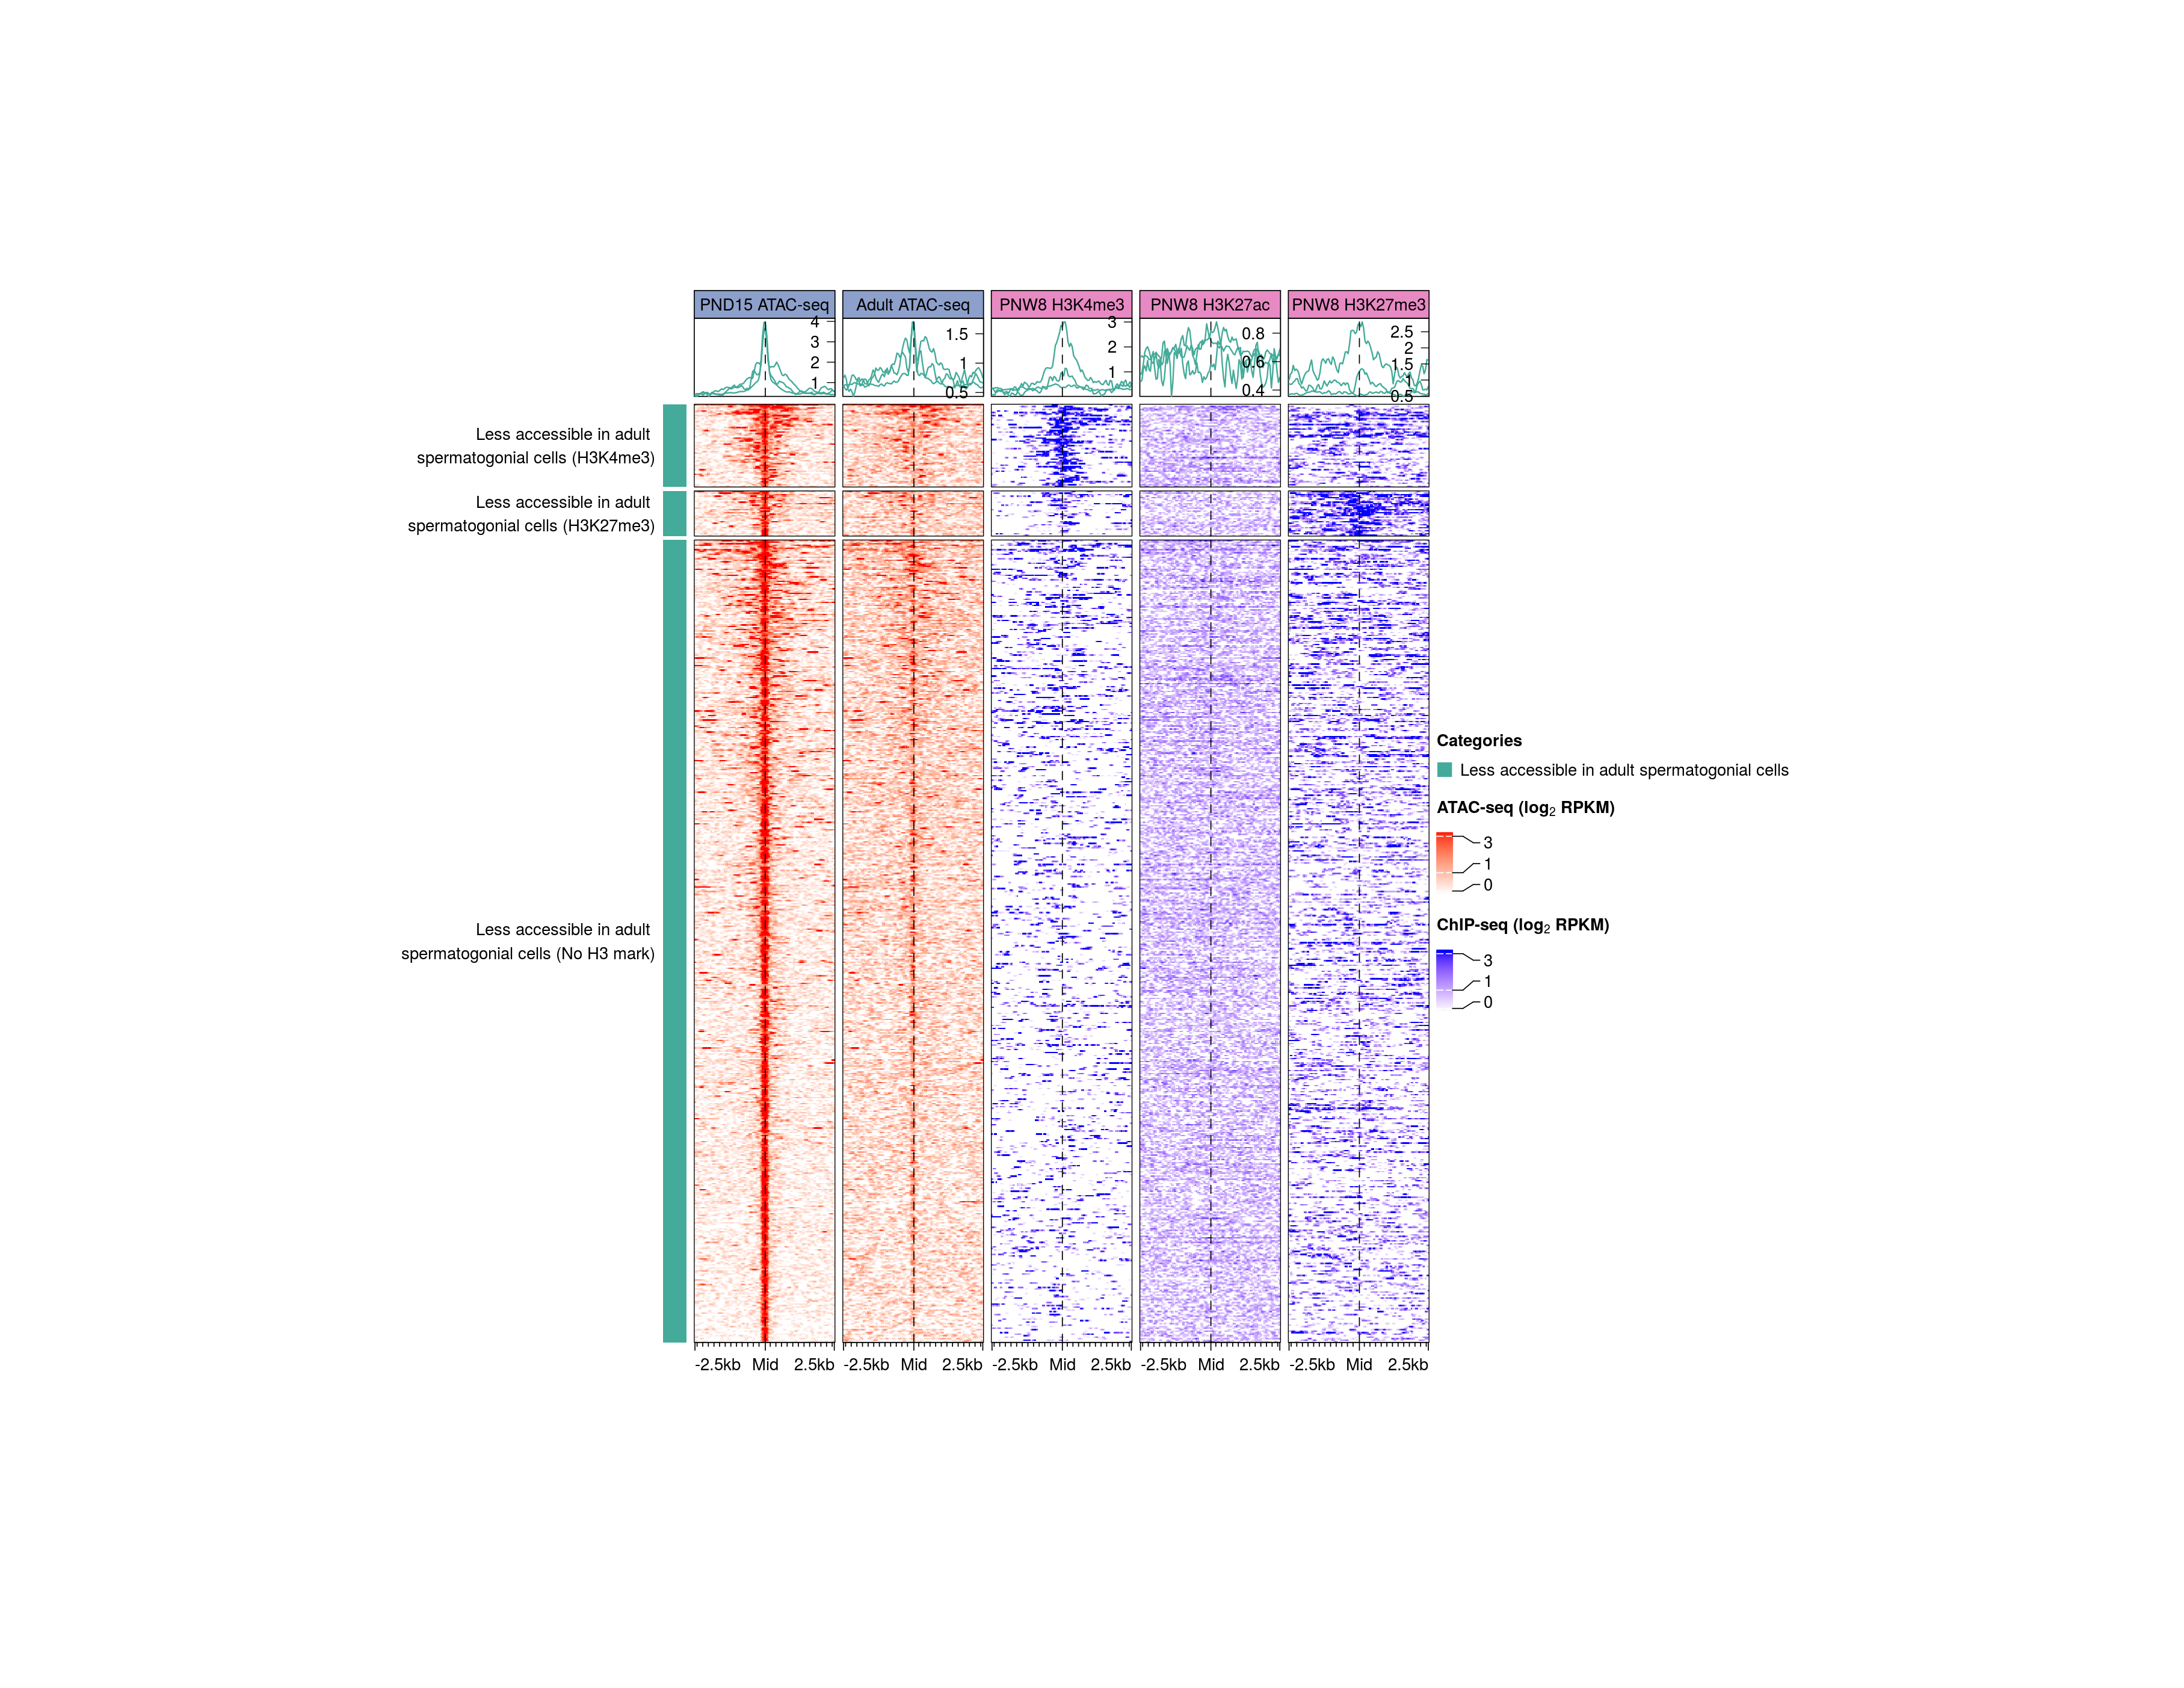 PND15 ATAC-seq
Adult ATAC-seq
PNW8 H3K4me3
PNW8 H3K27ac
PNW8 H3K27me3
4
3
2
1
1.5
1
0.5
3
2
1
0.8
0.6
0.4
2.5
2
1.5
1
0.5
Less accessible in adult
spermatogonial cells (H3K4me3)
Less accessible in adult
spermatogonial cells (H3K27me3)
Less accessible in adult
spermatogonial cells (No H3 mark)
Categories
Less accessible in adult spermatogonial cells
ATAC-seq (log₂ RPKM)
3
1
0
ChIP-seq (log₂ RPKM)
3
1
0
-2.5kb Mid 2.5kb
-2.5kb Mid 2.5kb
-2.5kb Mid 2.5kb
-2.5kb Mid 2.5kb
-2.5kb Mid 2.5kb